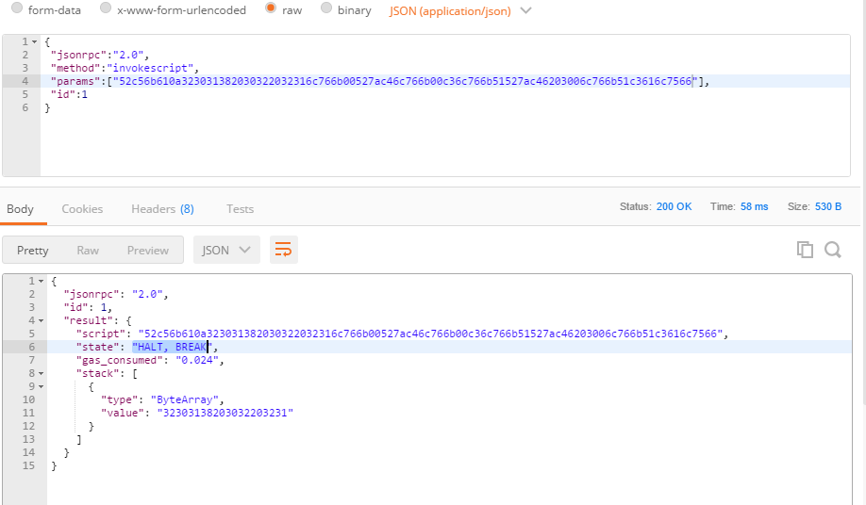 form-data x-www-form-urlencoded raw binary JSON (application/json)
1 {
2 "jsonrpc":"2.0",
3 "method":"invokescript",
4 "params":["52c56b610a323031382030322032316c766b00527ac46c766b00c36c766b51527ac46203006c766b51c3616c7566"],
5 "id":1
6 }
Body Cookies Headers (8) Tests Status: 200 OK Time: 58 ms Size: 530 B
Pretty Raw Preview JSON
1 {
2 "jsonrpc": "2.0",
3 "id": 1,
4 "result": {
5 "script": "52c56b610a323031382030322032316c766b00527ac46c766b00c36c766b51527ac46203006c766b51c3616c7566",
6 "state": "HALT, BREAK",
7 "gas_consumed": "0.024",
8 "stack": [
9 {
10 "type": "ByteArray",
11 "value": "32303138203032203231"
12 }
13 ]
14 }
15 }